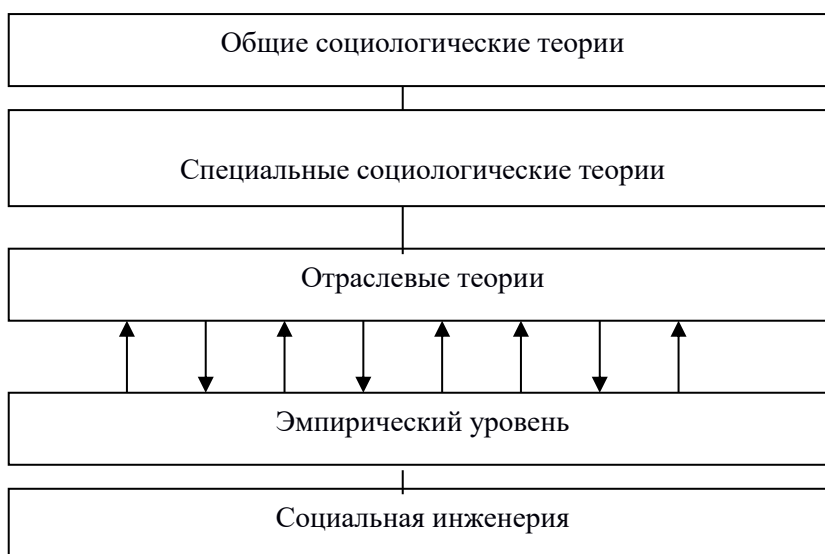 Общие социологические теории
Специальные социологические теории
Отраслевые теории
Эмпирический уровень
Социальная инженерия